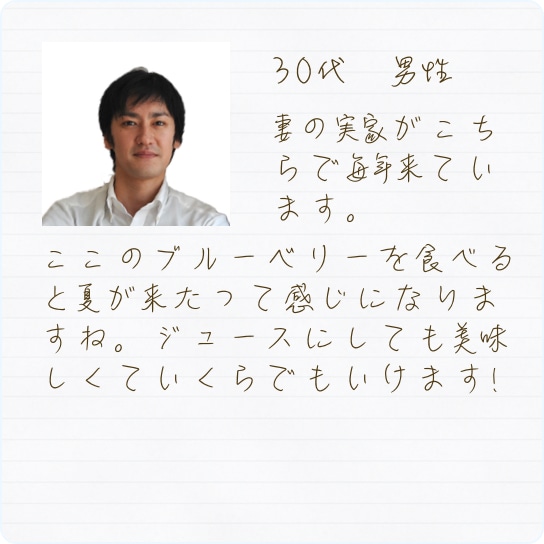 30代　男性
妻の実家がこち
らで毎年来てい
ます。
ここのブルーベリーを食べる
と夏が来たって感じになりま
すね。ジュースにしても美味
しくていくらでもいけます!